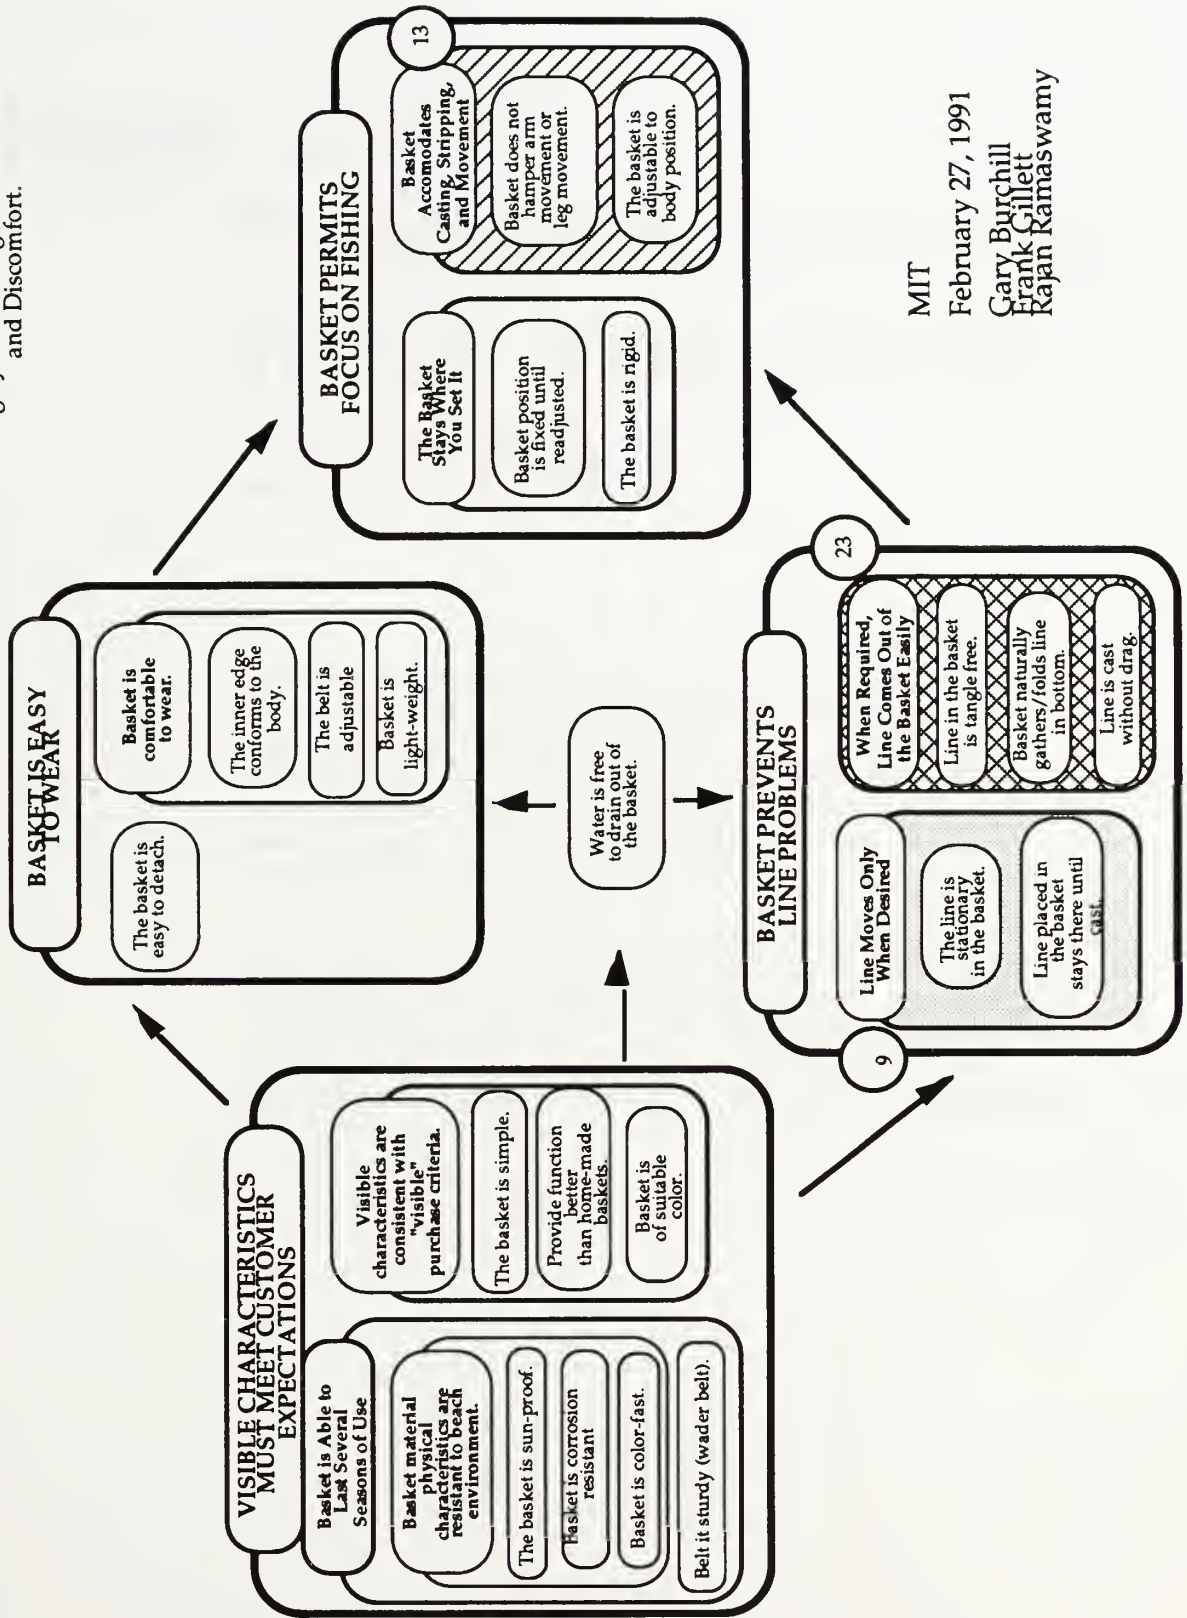 and Discomfort.
VISIBLE CHARACTERISTICS
MUST MEET CUSTOMER
EXPECTATIONS
Basket is Able to
Last Several
Seasons of Use
Basket material
physical
characteristics are
resistant to beach
environment.
The basket is sun-proof.
Basket is corrosion
resistant
Basket is color-fast.
Belt it sturdy (wader belt).
Visible
characteristics are
consistent with
"visible"
purchase criteria.
The basket is simple.
Provide function
better
than home-made
baskets.
Basket is
of suitable
color.
BASKET IS EASY
TO WEAR
The basket is
easy to detach.
Basket is
comfortable
to wear.
The inner edge
conforms to the
body.
The belt is
adjustable
Basket is
light-weight.
Water is free
to drain out of
the basket.
BASKET PREVENTS
LINE PROBLEMS
9
Line Moves Only
When Desired
The line is
stationary
in the basket.
Line placed in
the basket
stays there until
cast.
23
When Required,
Line Comes Out of
the Basket Easily
Line in the basket
is tangle free.
Basket naturally
gathers/folds line
in bottom.
Line is cast
without drag.
BASKET PERMITS
FOCUS ON FISHING
The Basket
Stays Where
You Set It
Basket position
is fixed until
readjusted.
The basket is rigid.
13
Basket
Accomodates
Casting, Stripping,
and Movement
Basket does not
hamper arm
movement or
leg movement.
The basket is
adjustable to
body position.
MIT
February 27, 1991
Gary Burchill
Frank Gillett
Rajan Ramaswamy